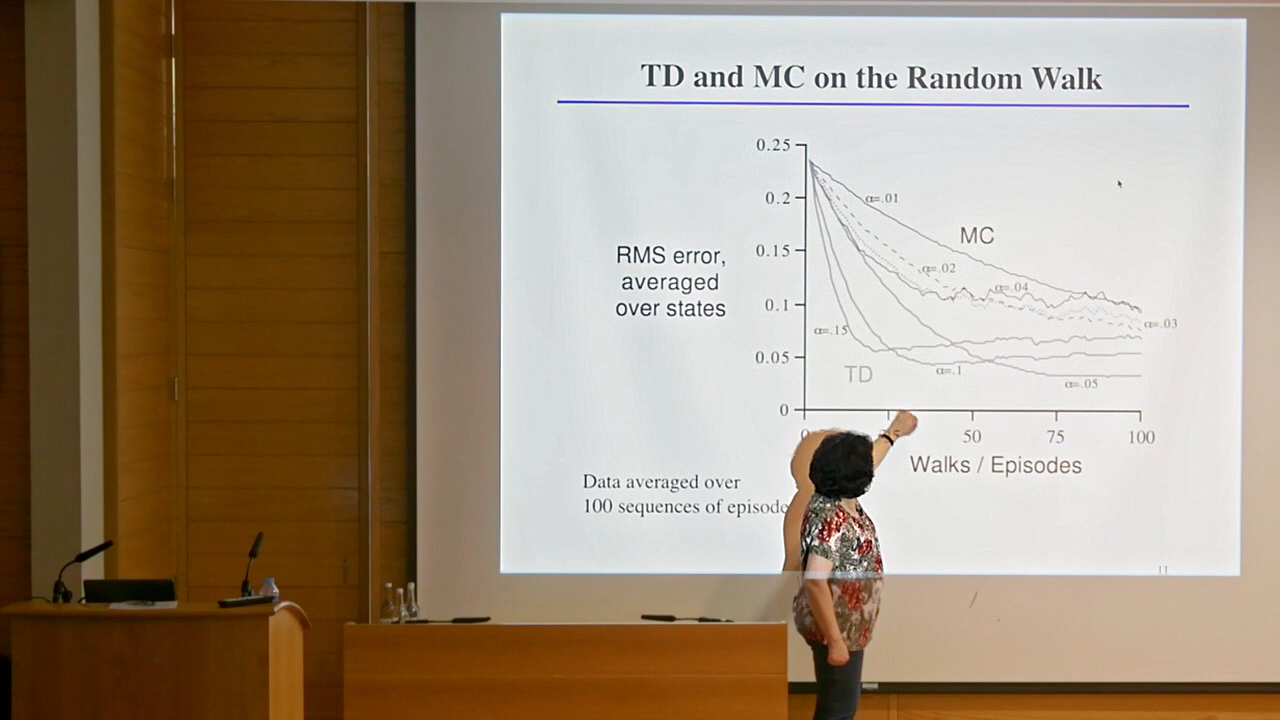 TD and MC on the Random Walk
0.25
0.2
0.15
0.1
0.05
0
RMS error,
averaged
over states
α=.01
MC
α=.02
α=.04
α=.03
α=.15
TD
α=.1
α=.05
0
50
75
100
Walks / Episodes
Data averaged over
100 sequences of
11